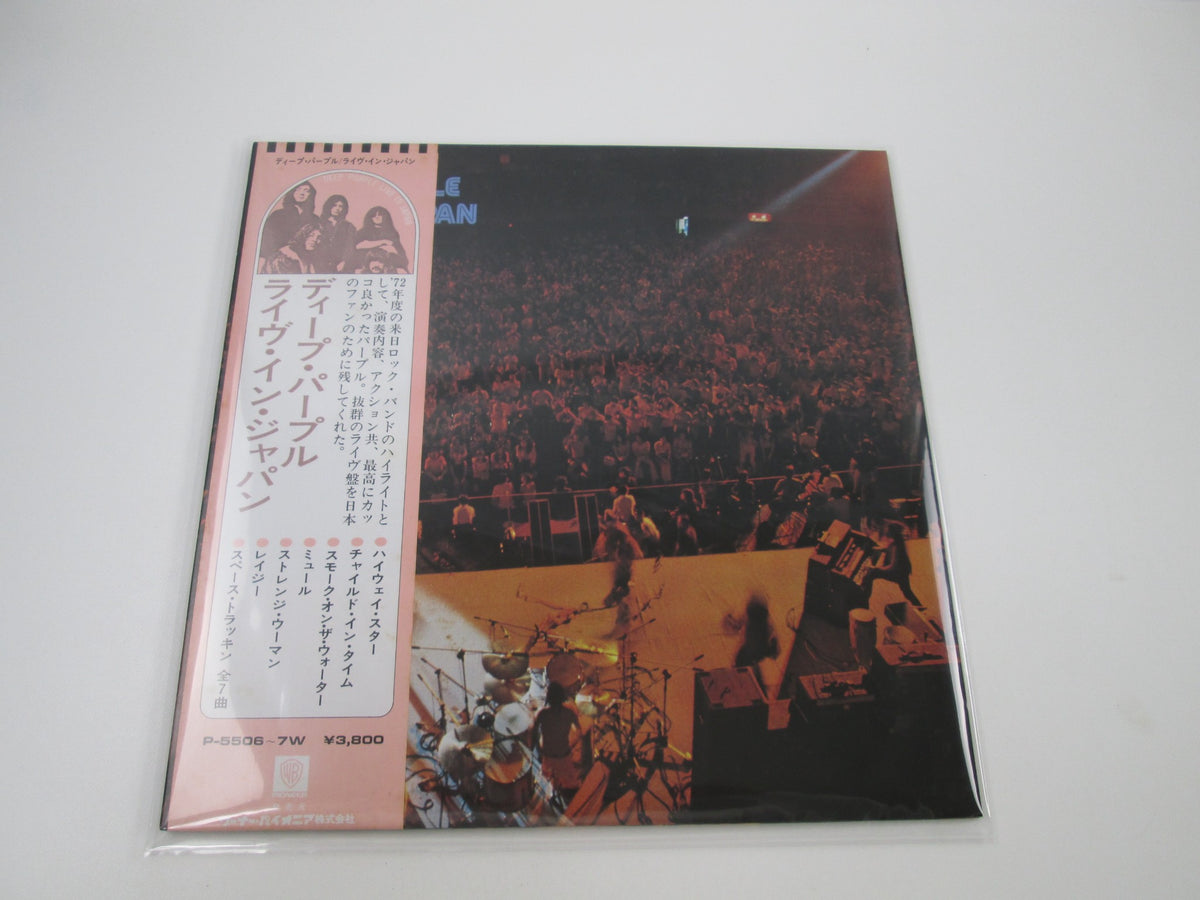 ディープ・パープル/ライヴ・イン・ジャパン
DEEP PURPLE LIVE IN JAPAN
LE
PAN
'72年度の来日ロック・バンドのハイライトと
して、演奏内容、アクション共、最高にカッ
コ良かったパープル。抜群のライヴ盤を日本
のファンのために残してくれた。
ディープ・パープル
ライヴ・イン・ジャパン
●ハイウェイ・スター
●チャイルド・イン・タイム
●スモーク・オン・ザ・ウォーター
●ミュール
●ストレンジ・ウーマン
●レイジー
●スペース・トラッキン 全7曲
P-5506~7W ¥3,800
ワーナー・パイオニア株式会社